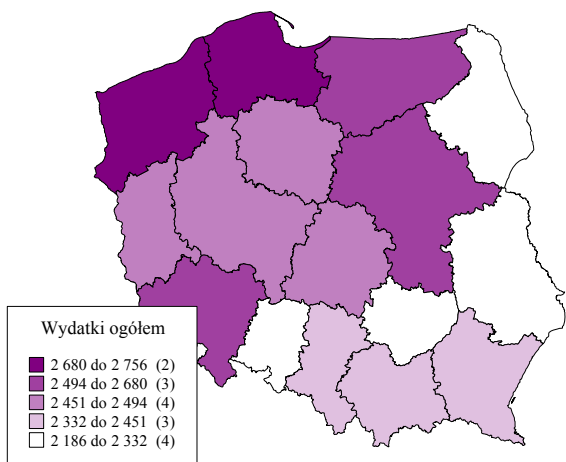 Wydatki ogółem
2 680 do 2 756 (2)
2 494 do 2 680 (3)
2 451 do 2 494 (4)
2 332 do 2 451 (3)
2 186 do 2 332 (4)